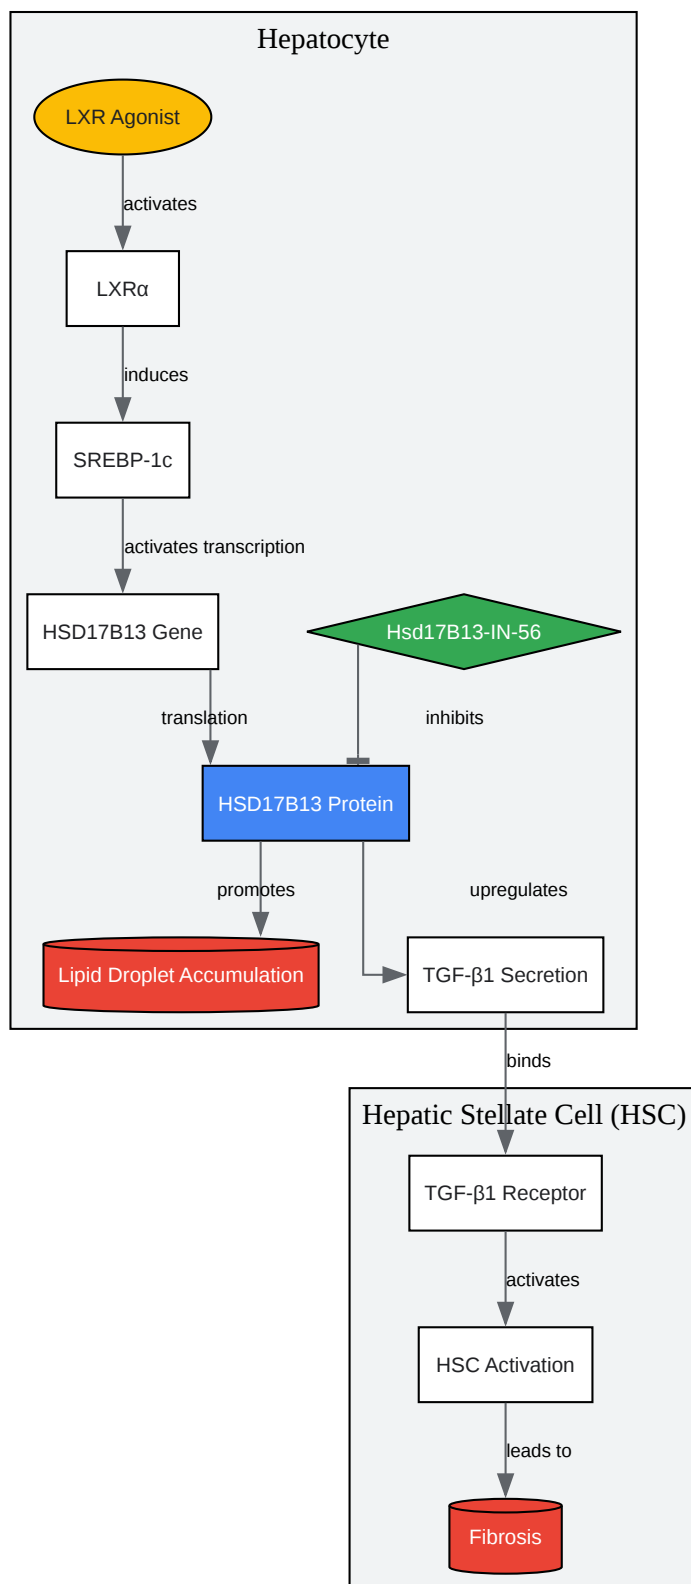 Hepatocyte
LXR Agonist
activates
LXRα
induces
SREBP-1c
activates transcription
HSD17B13 Gene
Hsd17B13-IN-56
translation
inhibits
HSD17B13 Protein
promotes
upregulates
Lipid Droplet Accumulation
TGF-β1 Secretion
binds
Hepatic Stellate Cell (HSC)
TGF-β1 Receptor
activates
HSC Activation
leads to
Fibrosis